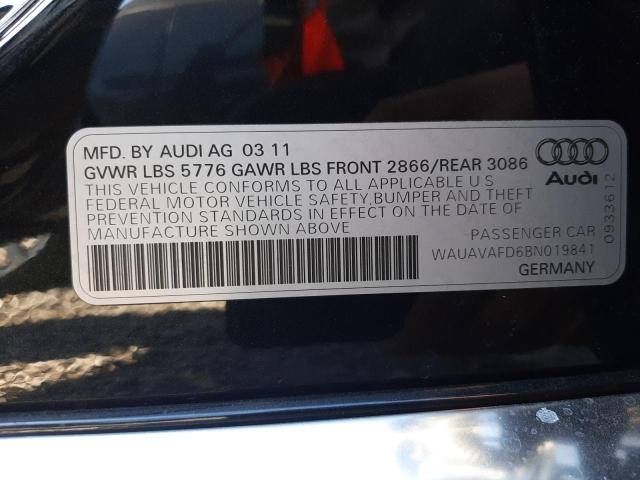 MFD. BY AUDI AG 03 11
GVWR LBS 5776 GAWR LBS FRONT 2866/REAR 3086
THIS VEHICLE CONFORMS TO ALL APPLICABLE U S
FEDERAL MOTOR VEHICLE SAFETY,BUMPER AND THEFT
PREVENTION STANDARDS IN EFFECT ON THE DATE OF
MANUFACTURE SHOWN ABOVE
Audi
PASSENGER CAR
WAUAVAFD6BN019841
GERMANY
0933612